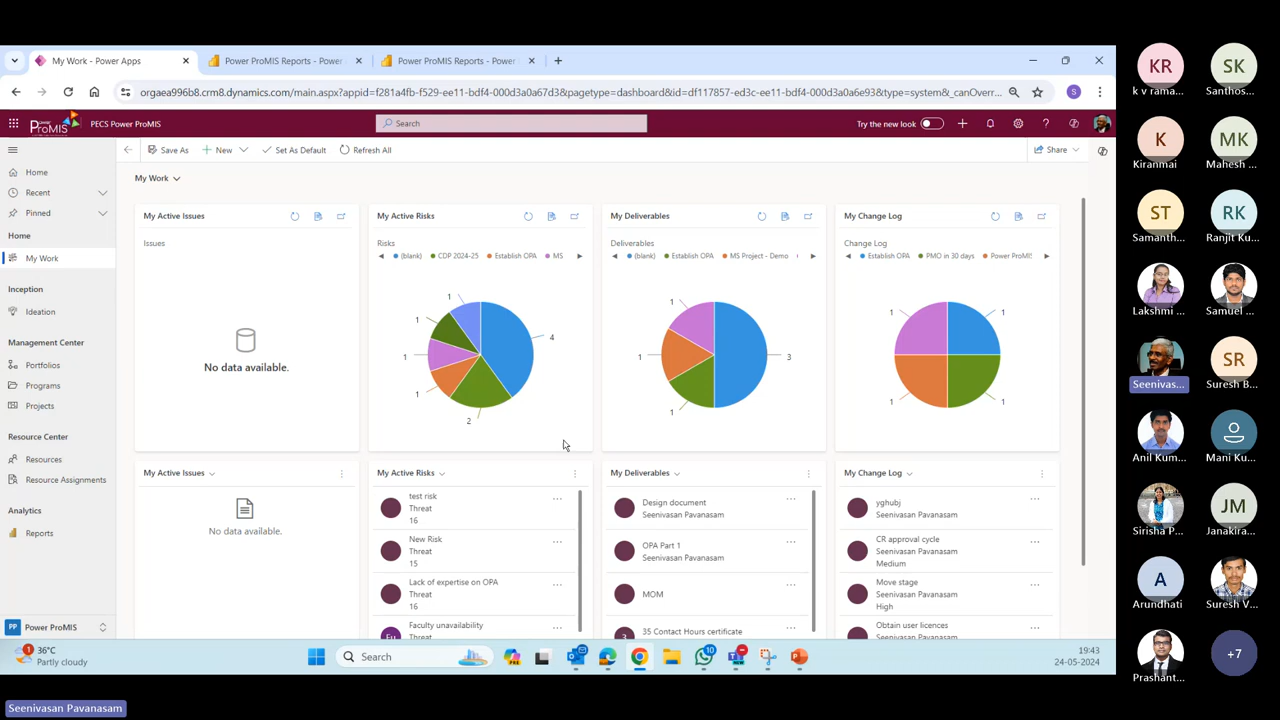 My Work - Power Apps
Power ProMIS Reports - Power
Power ProMIS Reports - Power
orgaea996b8.crm8.dynamics.com/main.aspx?appid=f281a4fb-f529-ee11-bdf4-000d3a0a67d3&pagetype=dashboard&id=df117857-ed3c-ee11-bdf4-000d3a0a6e93&type=system&_canOverr...
S
Power ProMIS
PECS Power ProMIS
Search
Try the new look
Save As
New
Set As Default
Refresh All
Share
Home
Recent
Pinned
Home
My Work
Inception
Ideation
Management Center
Portfolios
Programs
Projects
Resource Center
Resources
Resource Assignments
Analytics
Reports
PP Power ProMIS
My Work
My Active Issues
Issues
No data available.
My Active Risks
Risks
(blank) CDP 2024-25 Establish OPA MS
1
1
1
1
2
4
My Deliverables
Deliverables
(blank) Establish OPA MS Project - Demo
1
1
1
3
My Change Log
Change Log
Establish OPA PMO in 30 days Power ProMIS
1
1
1
1
My Active Issues
No data available.
My Active Risks
test risk
Threat
16
New Risk
Threat
15
Lack of expertise on OPA
Threat
16
Faculty unavailability
Threat
Fu
My Deliverables
Design document
Seenivasan Pavanasam
OPA Part 1
Seenivasan Pavanasam
MOM
35 Contact Hours certificate
3
My Change Log
yghubj
Seenivasan Pavanasam
CR approval cycle
Seenivasan Pavanasam
Medium
Move stage
Seenivasan Pavanasam
High
Obtain user licences
Seenivasan Pavanasam
1
36°C
Partly cloudy
Search
10
19:43
24-05-2024
Seenivasan Pavanasam
KR
k v rama...
SK
Santhos...
K
Kiranmai
MK
Mahesh ...
ST
Samanth...
RK
Ranjit Ku...
Lakshmi ...
Samuel ...
Seenivas...
SR
Suresh B...
Anil Kum...
Mani Ku...
Sirisha P...
JM
Janakira...
A
Arundhati
Suresh V...
Prashant...
+7